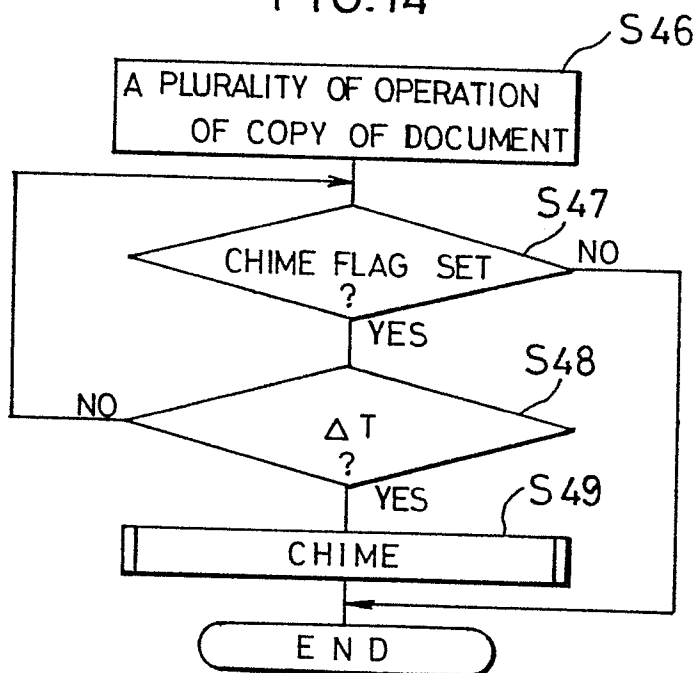 FIG.14
S46
A PLURALITY OF OPERATION
OF COPY OF DOCUMENT
S47
CHIME FLAG SET
?
NO
YES
S48
NO
ΔT
?
YES
S49
CHIME
END